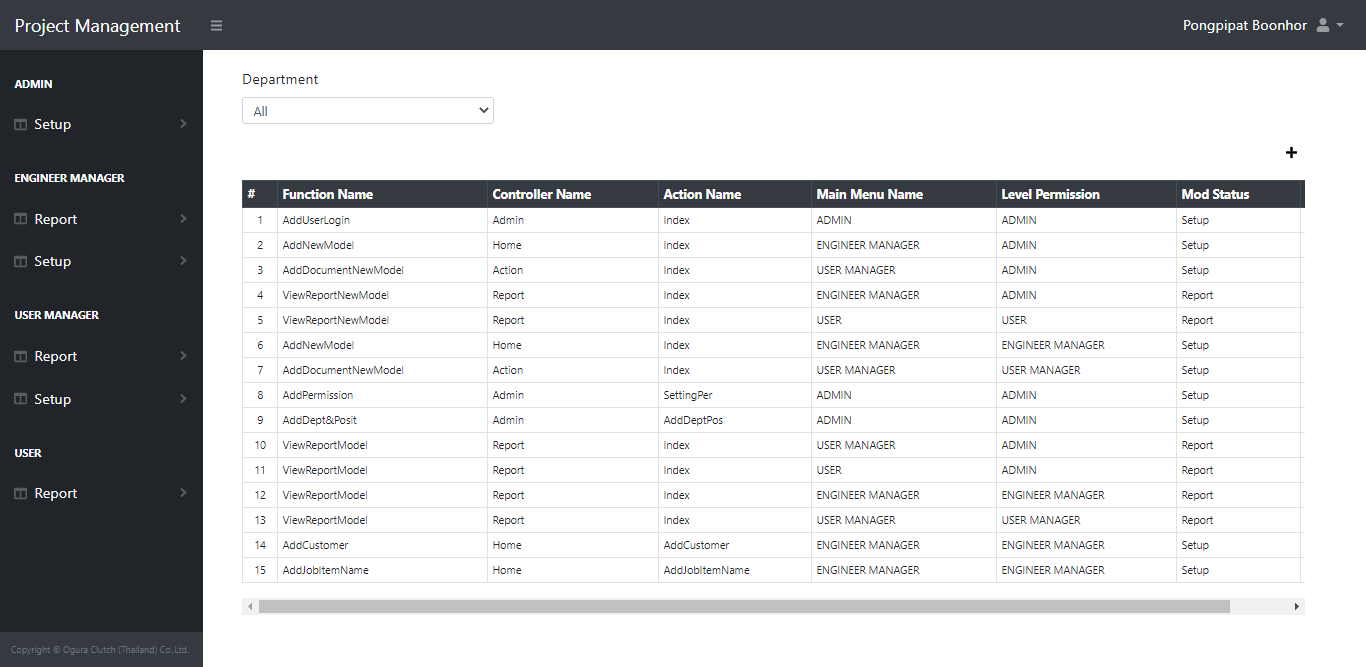 Project Management
Pongpipat Boonhor
ADMIN
Setup
ENGINEER MANAGER
Report
Setup
USER MANAGER
Report
Setup
USER
Report
Copyright © Ogura Clutch (Thailand) Co.,Ltd.
Department
All
# Function Name Controller Name Action Name Main Menu Name Level Permission Mod Status
1 AddUserLogin Admin Index ADMIN ADMIN Setup
2 AddNewModel Home Index ENGINEER MANAGER ADMIN Setup
3 AddDocumentNewModel Action Index USER MANAGER ADMIN Setup
4 ViewReportNewModel Report Index ENGINEER MANAGER ADMIN Report
5 ViewReportNewModel Report Index USER USER Report
6 AddNewModel Home Index ENGINEER MANAGER ENGINEER MANAGER Setup
7 AddDocumentNewModel Action Index USER MANAGER USER MANAGER Setup
8 AddPermission Admin SettingPer ADMIN ADMIN Setup
9 AddDept&Posit Admin AddDeptPos ADMIN ADMIN Setup
10 ViewReportModel Report Index USER MANAGER ADMIN Report
11 ViewReportModel Report Index USER ADMIN Report
12 ViewReportModel Report Index ENGINEER MANAGER ENGINEER MANAGER Report
13 ViewReportModel Report Index USER MANAGER USER MANAGER Report
14 AddCustomer Home AddCustomer ENGINEER MANAGER ENGINEER MANAGER Setup
15 AddJobItemName Home AddJobItemName ENGINEER MANAGER ENGINEER MANAGER Setup